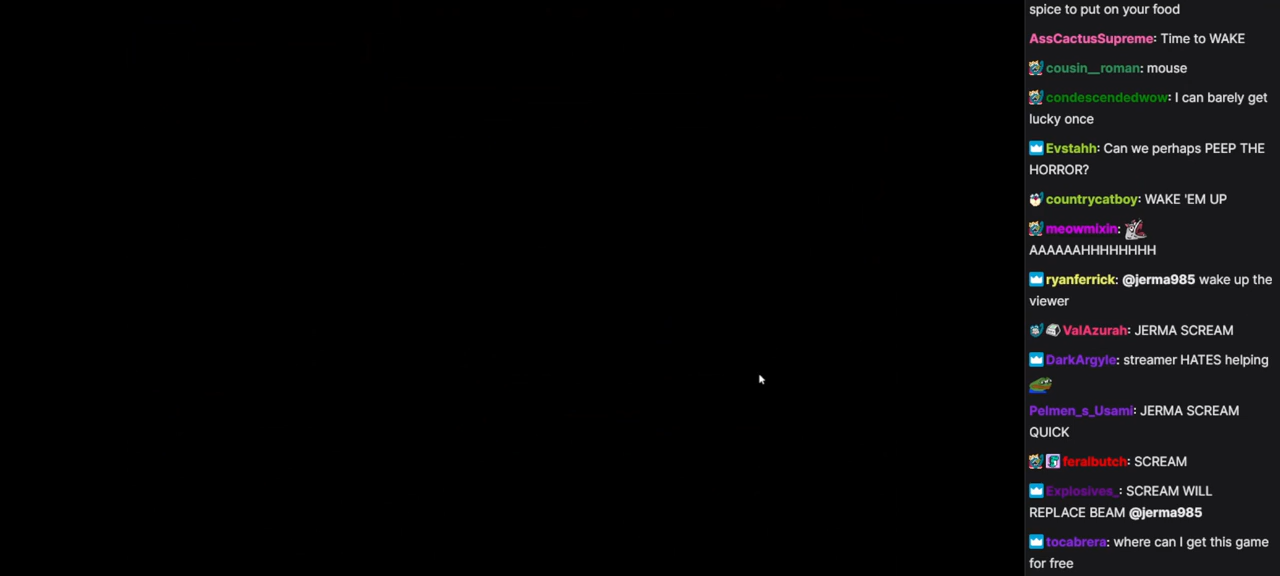 spice to put on your food
AssCactusSupreme: Time to WAKE
cousin__roman: mouse
condescendedwow: I can barely get
lucky once
Evstahh: Can we perhaps PEEP THE
HORROR?
countrycatboy: WAKE 'EM UP
meowmixin:
AAAAAAHHHHHHHH
ryanferrick: @jerma985 wake up the
viewer
ValAzurah: JERMA SCREAM
DarkArgyle: streamer HATES helping
Pelmen_s_Usami: JERMA SCREAM
QUICK
feralbutch: SCREAM
Explosives_: SCREAM WILL
REPLACE BEAM @jerma985
tocabrera: where can I get this game
for free